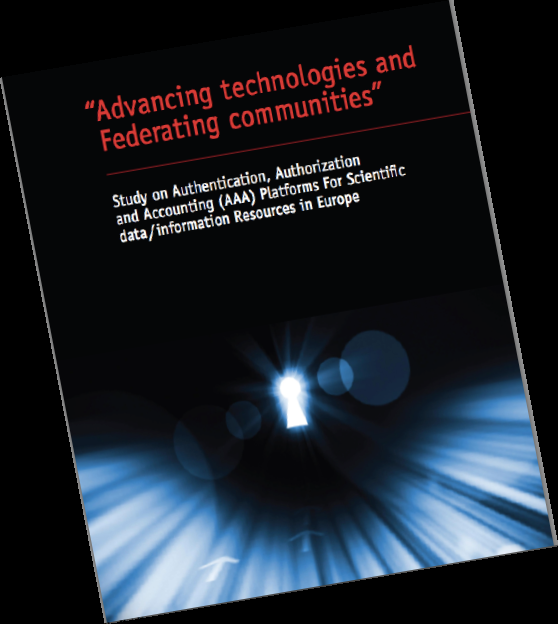 “Advancing technologies and
Federating communities”
Study on Authentication, Authorization
and Accounting (AAA) Platforms For Scientific
data/information Resources in Europe